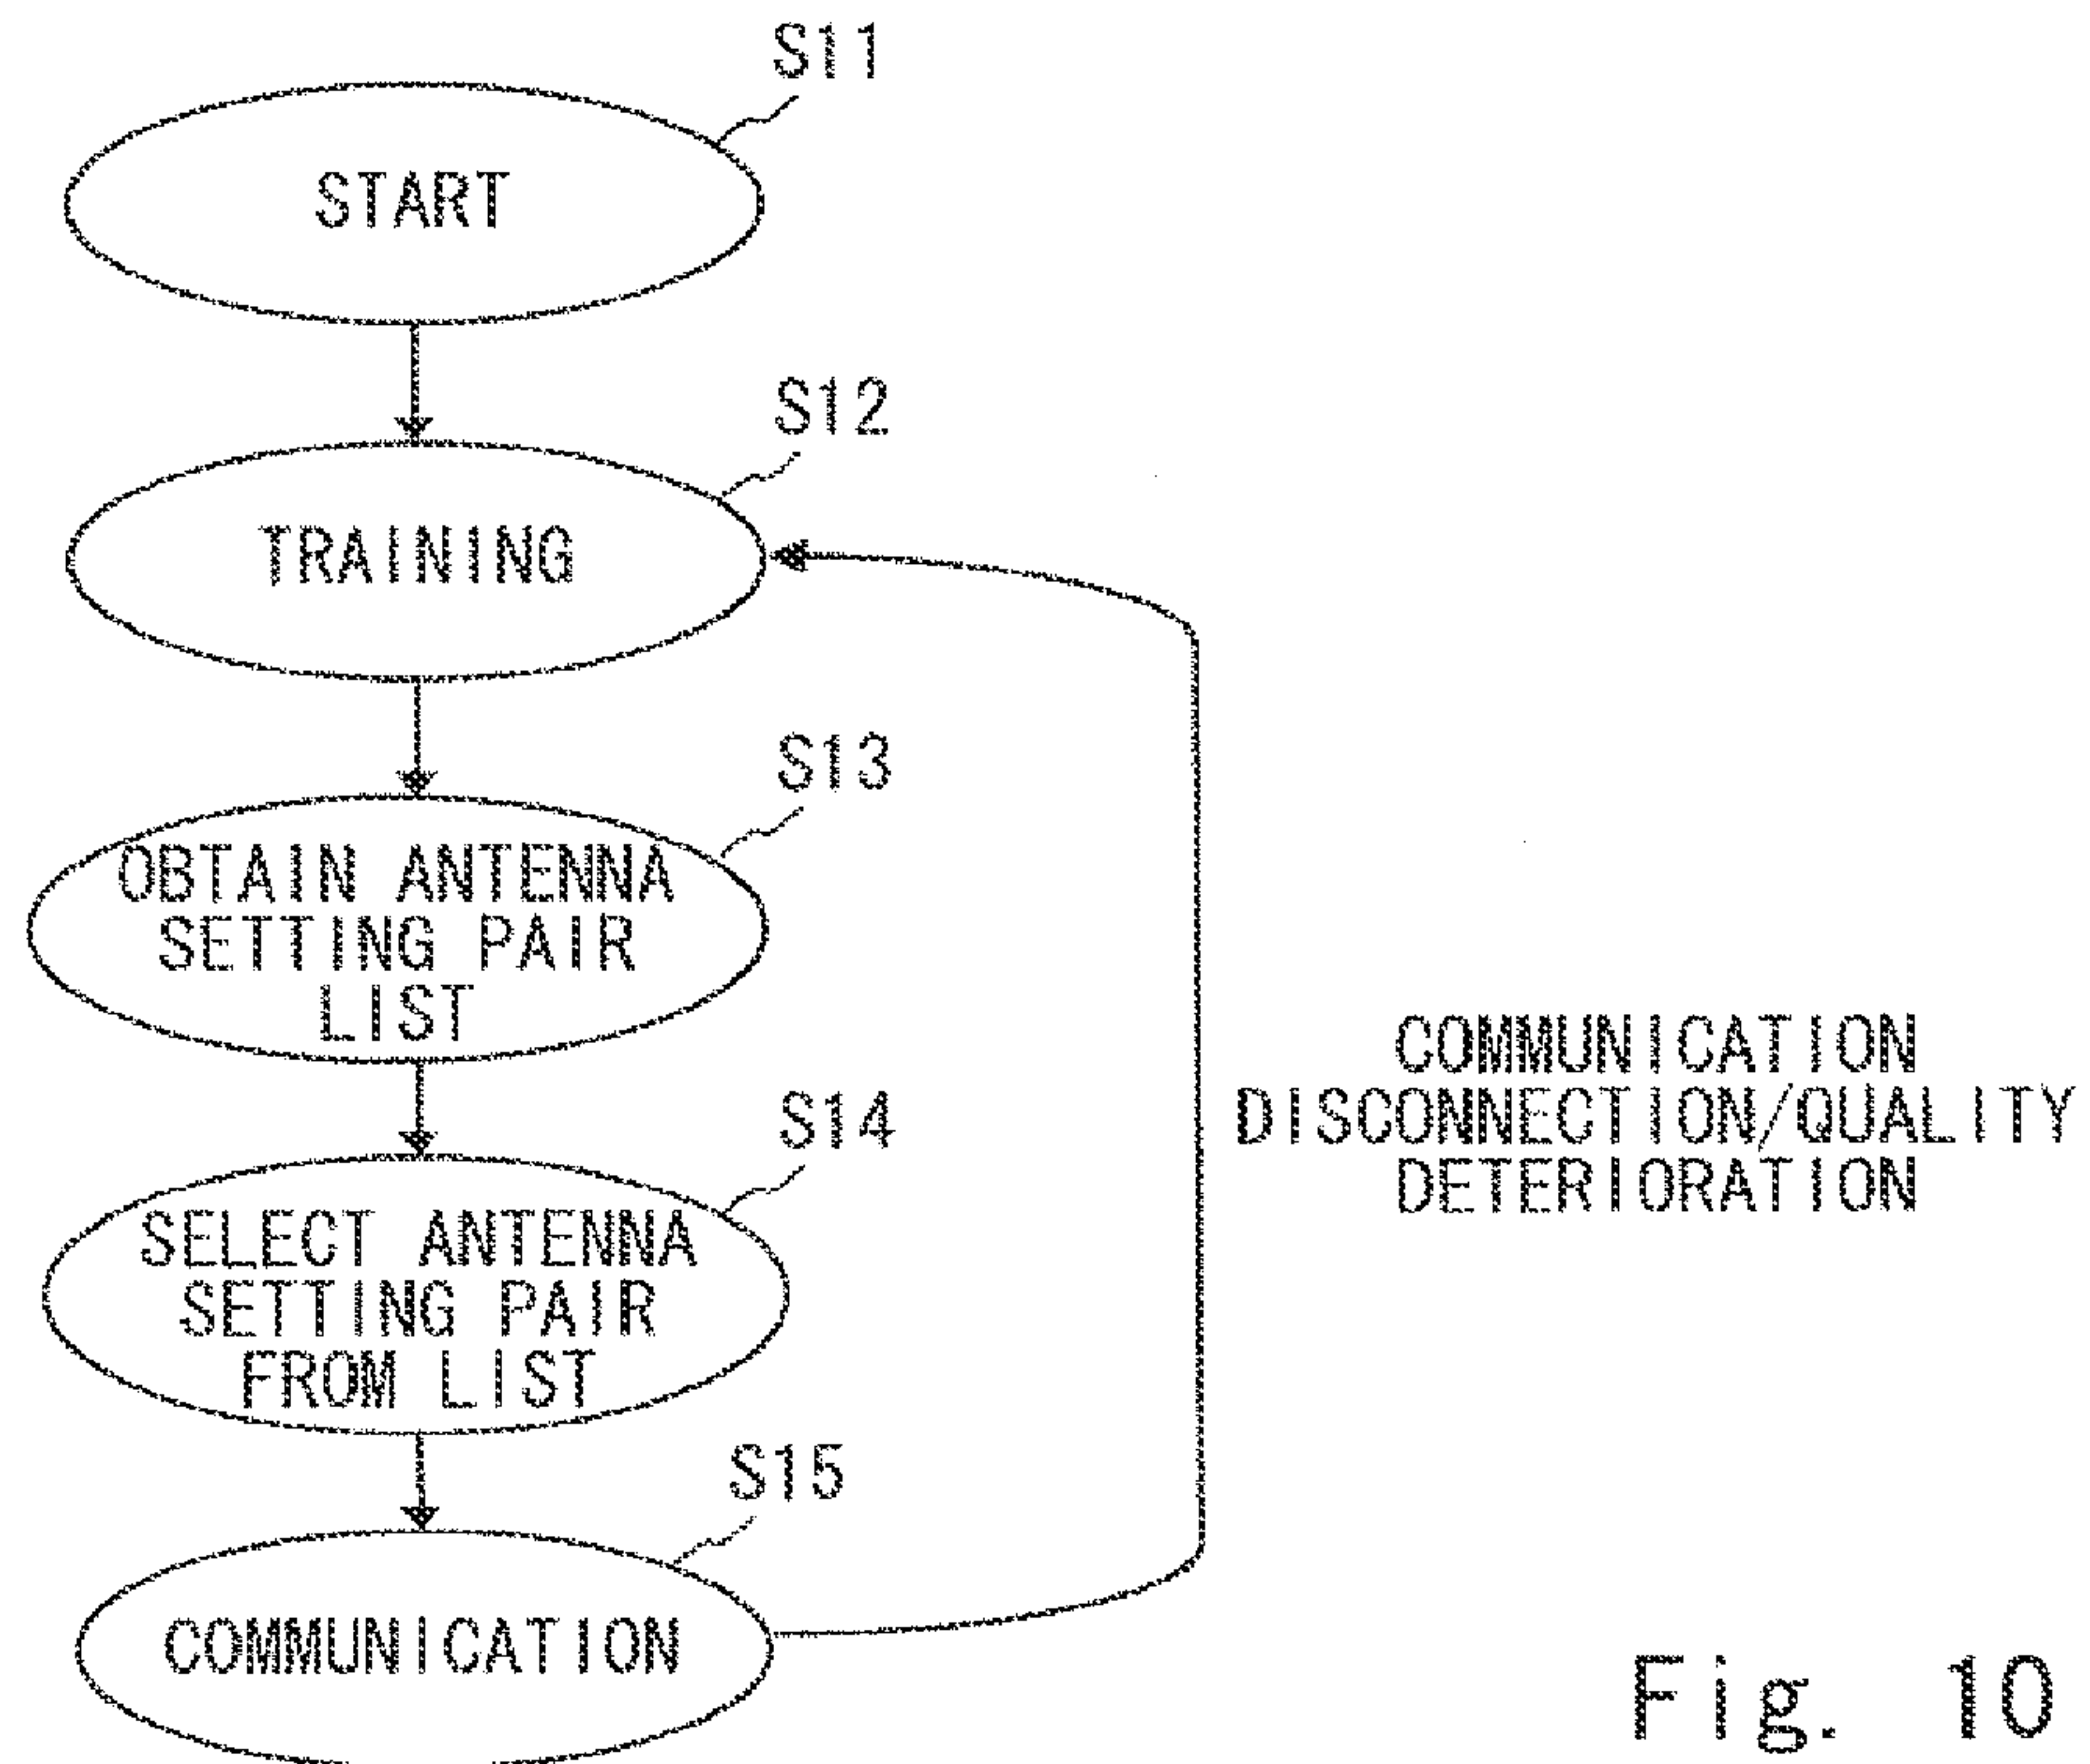 S11
START
S12
TRAINING
S13
OBTAIN ANTENNA
SETTING PAIR
LIST
S14
SELECT ANTENNA
SETTING PAIR
FROM LIST
S15
COMMUNICATION
COMMUNICATION
DISCONNECTION/QUALITY
DETERIORATION
Fig. 10